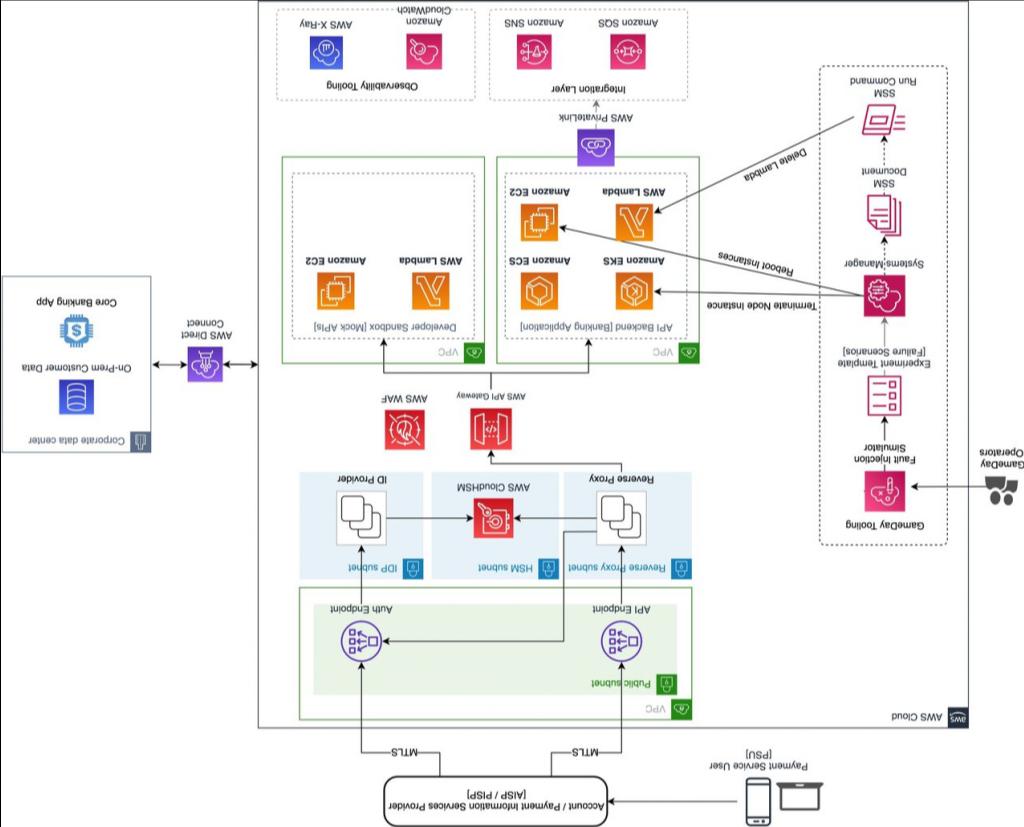 Payment Service User
[PSU]
Account / Payment Information Services Provider
[AISP / PISP]
MTLS
MTLS
AWS Cloud
VPC
Public subnet
API Endpoint
Auth Endpoint
Reverse Proxy subnet
HSM subnet
IDP subnet
Reverse Proxy
AWS CloudHSM
ID Provider
GameDay
Operators
GameDay Tooling
Fault Injection
Simulator
Experiment Template
[Failure Scenarios]
Systems Manager
SSM
Document
SSM
Run Command
Terminate Node Instance
Reboot Instances
Delete Lambda
AWS API Gateway
AWS WAF
VPC
API Backend [Banking Application]
Amazon EKS
Amazon ECS
AWS Lambda
Amazon EC2
VPC
Developer Sandbox [Mock APIs]
AWS Lambda
Amazon EC2
AWS PrivateLink
Integration Layer
Amazon SQS
Amazon SNS
Observability Tooling
Amazon
CloudWatch
AWS X-Ray
AWS Direct
Connect
Corporate data center
On-Prem Customer Data
Core Banking App